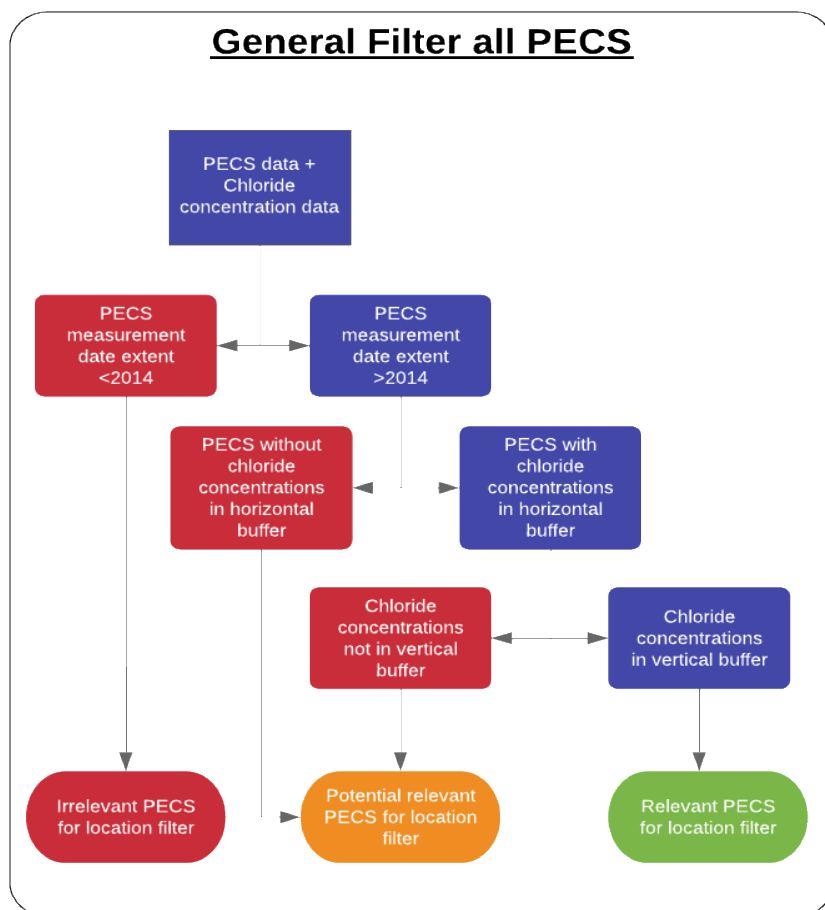 General Filter all PECS
PECS data +
Chloride
concentration data
PECS
measurement
date extent
<2014
PECS
measurement
date extent
>2014
PECS without
chloride
concentrations
in horizontal
buffer
PECS with
chloride
concentrations
in horizontal
buffer
Chloride
concentrations
not in vertical
buffer
Chloride
concentrations
in vertical buffer
Irrelevant PECS
for location filter
Potential relevant
PECS for location
filter
Relevant PECS
for location filter